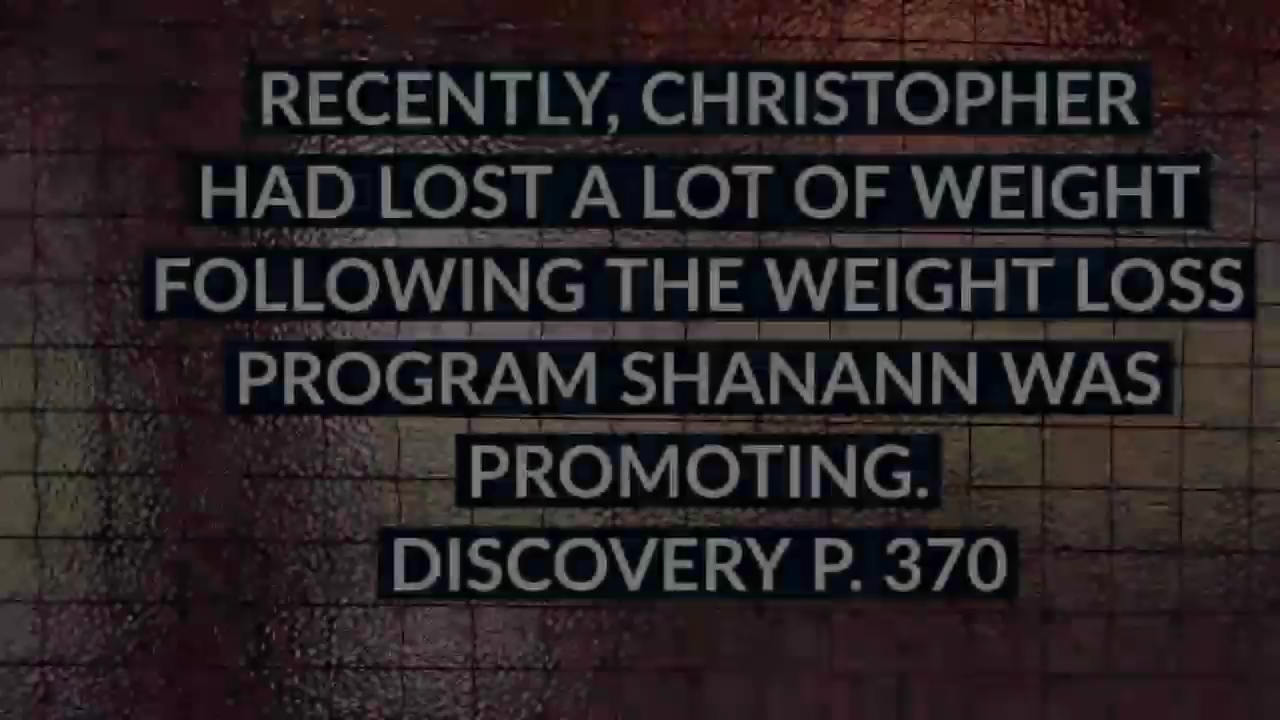 RECENTLY, CHRISTOPHER
HAD LOST A LOT OF WEIGHT
FOLLOWING THE WEIGHT LOSS
PROGRAM SHANANN WAS
PROMOTING.
DISCOVERY P. 370